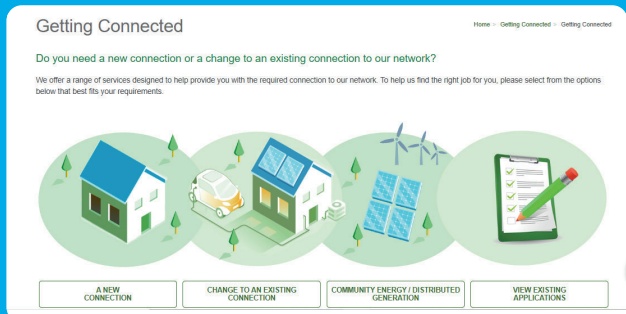 Getting Connected
Home > Getting Connected > Getting Connected
Do you need a new connection or a change to an existing connection to our network?
We offer a range of services designed to help provide you with the required connection to our network. To help us find the right job for you, please select from the options
below that best fits your requirements.
A NEW
CONNECTION
CHANGE TO AN EXISTING
CONNECTION
COMMUNITY ENERGY / DISTRIBUTED
GENERATION
VIEW EXISTING
APPLICATIONS